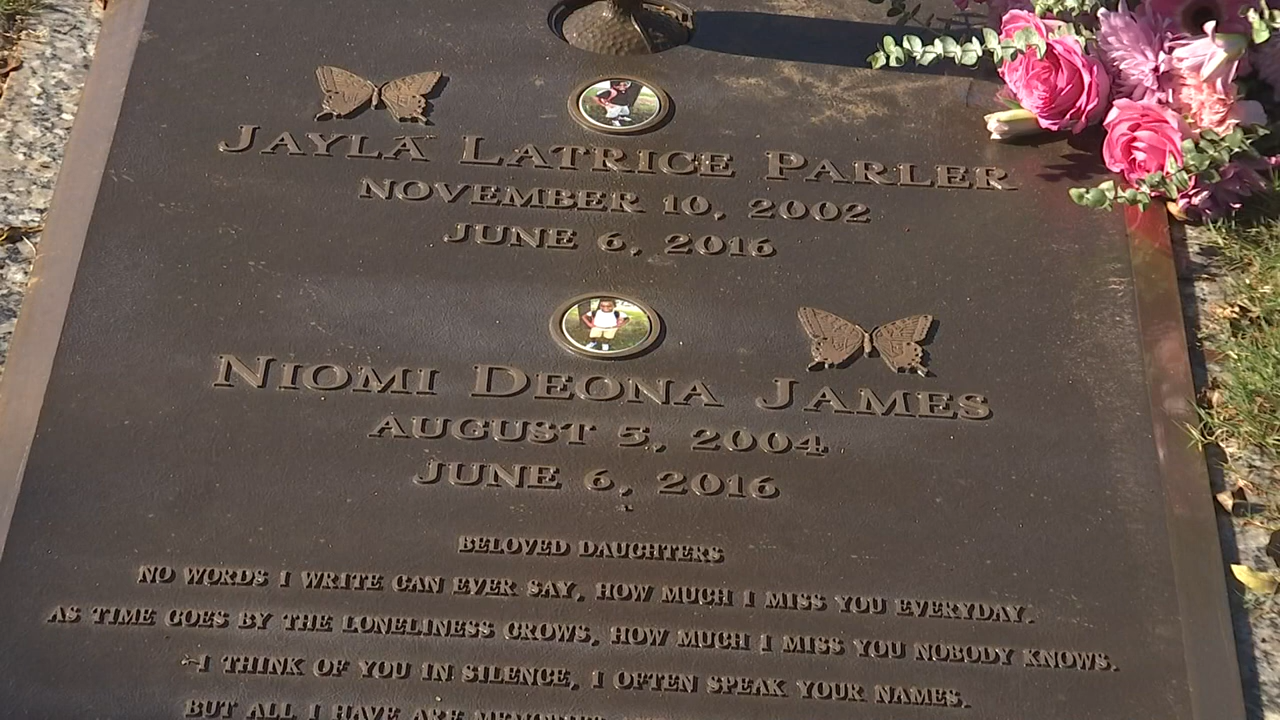 JAYLA LATRICE PARLER
NOVEMBER 10, 2002
JUNE 6, 2016
NIOMI DEONA JAMES
AUGUST 5, 2004
JUNE 6, 2016
BELOVED DAUGHTERS
NO WORDS I WRITE CAN EVER SAY, HOW MUCH I MISS YOU EVERYDAY.
AS TIME GOES BY THE LONELINESS GROWS, HOW MUCH I MISS YOU NOBODY KNOWS.
I THINK OF YOU IN SILENCE, I OFTEN SPEAK YOUR NAMES,
BUT ALL I HAVE ARE MEMORIES